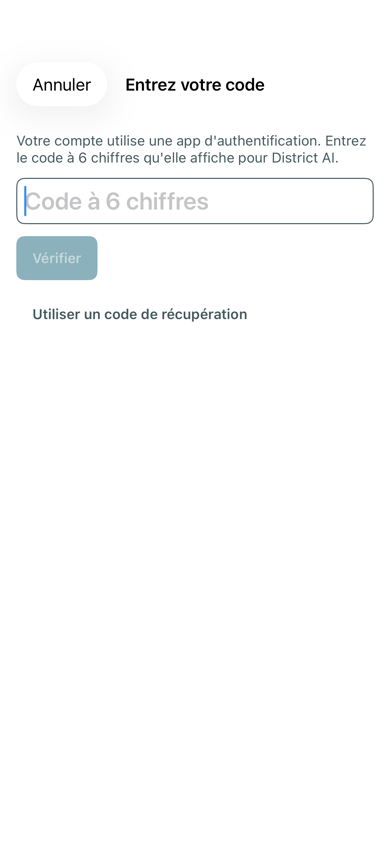 Annuler
Entrez votre code
Votre compte utilise une app d'authentification. Entrez
le code à 6 chiffres qu'elle affiche pour District AI.
Code à 6 chiffres
Vérifier
Utiliser un code de récupération